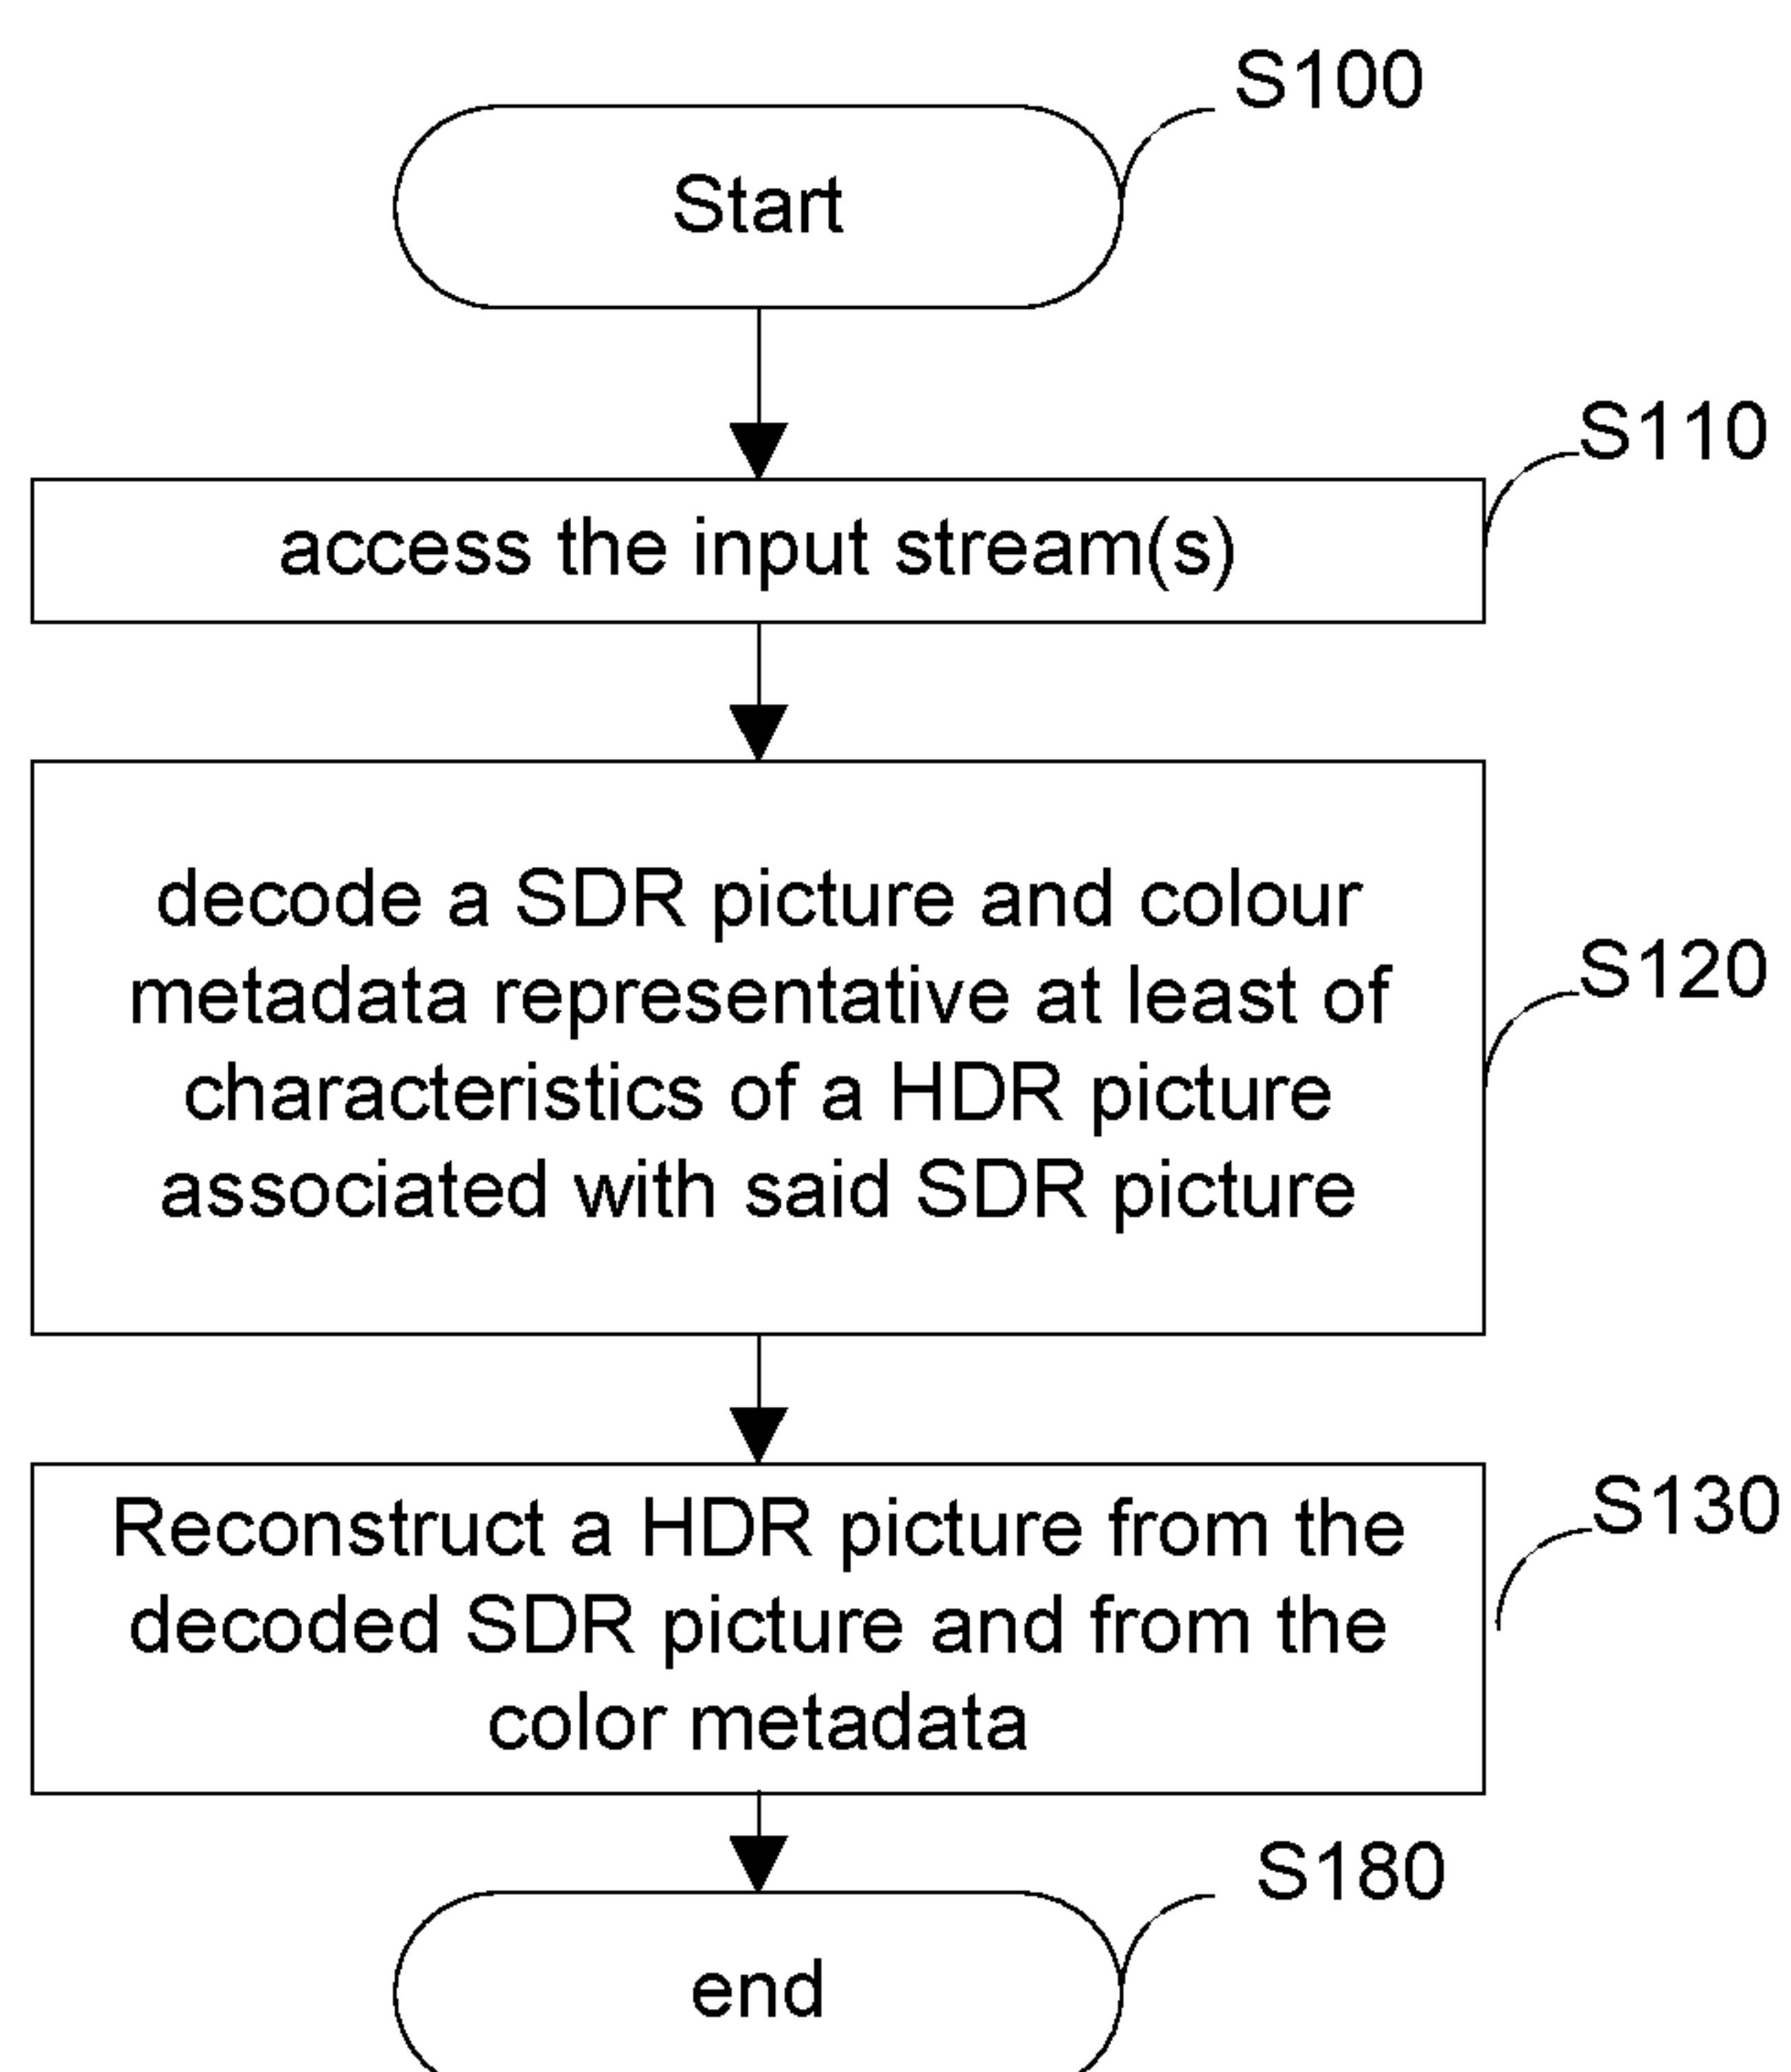 S100
Start
S110
access the input stream(s)
decode a SDR picture and colour
metadata representative at least of
characteristics of a HDR picture
associated with said SDR picture
S120
Reconstruct a HDR picture from the
decoded SDR picture and from the
color metadata
S130
S180
end